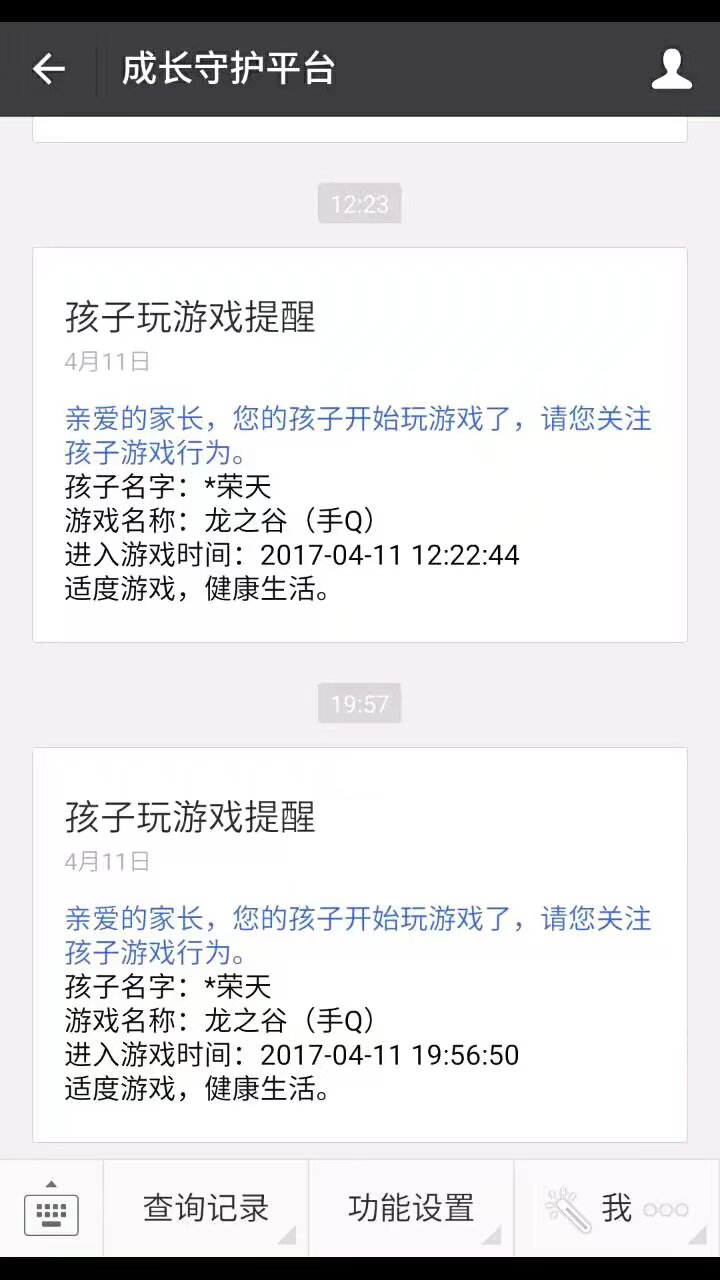 成长守护平台
12:23
孩子玩游戏提醒
4月11日
亲爱的家长，您的孩子开始玩游戏了，请您关注
孩子游戏行为。
孩子名字：*荣天
游戏名称：龙之谷（手Q）
进入游戏时间：2017-04-11 12:22:44
适度游戏，健康生活。
19:57
孩子玩游戏提醒
4月11日
亲爱的家长，您的孩子开始玩游戏了，请您关注
孩子游戏行为。
孩子名字：*荣天
游戏名称：龙之谷（手Q）
进入游戏时间：2017-04-11 19:56:50
适度游戏，健康生活。
查询记录 功能设置 我